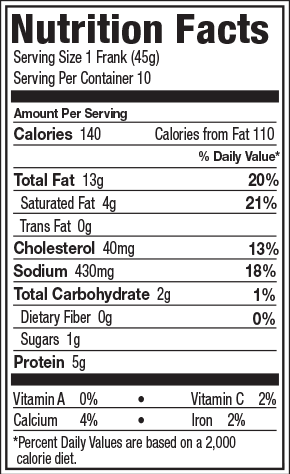 Nutrition Facts
Serving Size 1 Frank (45g)
Serving Per Container 10
Amount Per Serving
Calories 140 Calories from Fat 110
% Daily Value*
Total Fat 13g 20%
Saturated Fat 4g 21%
Trans Fat 0g
Cholesterol 40mg 13%
Sodium 430mg 18%
Total Carbohydrate 2g 1%
Dietary Fiber 0g 0%
Sugars 1g
Protein 5g
Vitamin A 0% • Vitamin C 2%
Calcium 4% • Iron 2%
*Percent Daily Values are based on a 2,000
calorie diet.